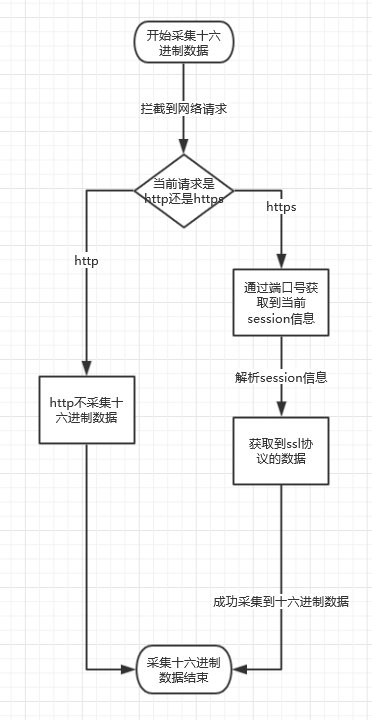 开始采集十六
进制数据
拦截到网络请求
当前请求是
http还是https
http
https
通过端口号获
取到当前
session信息
解析session信息
http不采集十
六进制数据
获取到ssl协
议的数据
成功采集到十六进制数据
采集十六进制
数据结束